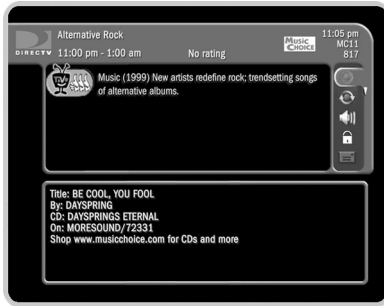 Alternative Rock
11:05 pm
MUSIC CHOICE
MC11
DIRECTV
11:00 pm - 1:00 am
No rating
817
TiVo
Music (1999) New artists redefine rock; trendsetting songs
of alternative albums.
Title: BE COOL, YOU FOOL
By: DAYSPRING
CD: DAYSPRINGS ETERNAL
On: MORESOUND/72331
Shop www.musicchoice.com for CDs and more